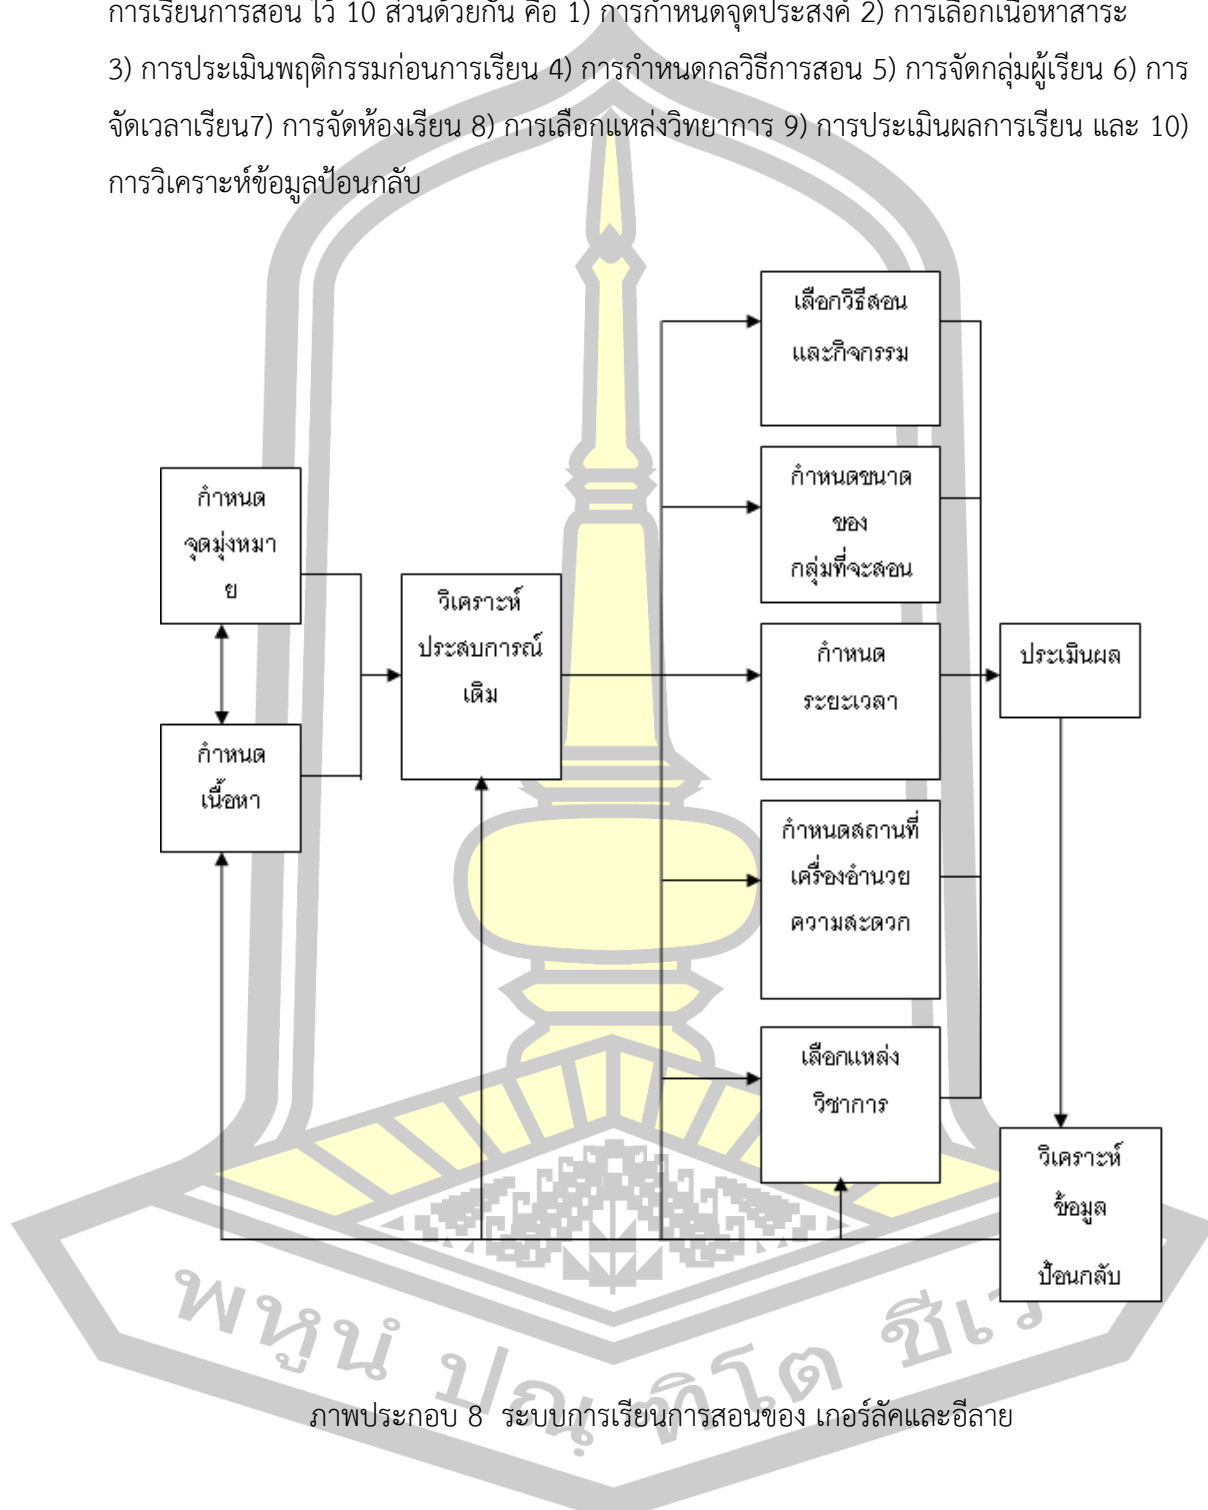 การเรียนการสอน ไว้ 10 ส่วนด้วยกัน คือ 1) การกำหนดจุดประสงค์ 2) การเลือกเนื้อหาสาระ
3) การประเมินพฤติกรรมก่อนการเรียน 4) การกำหนดกลวิธีการสอน 5) การจัดกลุ่มผู้เรียน 6) การ
จัดเวลาเรียน7) การจัดห้องเรียน 8) การเลือกแหล่งวิทยาการ 9) การประเมินผลการเรียน และ 10)
การวิเคราะห์ข้อมูลป้อนกลับ
กำหนด
จุดมุ่งหมา
ย
กำหนด
เนื้อหา
วิเคราะห์
ประสบการณ์
เดิม
เลือกวิธีสอน
และกิจกรรม
กำหนดขนาด
ของ
กลุ่มที่จะสอน
กำหนด
ระยะเวลา
กำหนดสถานที่
เครื่องอำนวย
ความสะดวก
เลือกแหล่ง
วิชาการ
ประเมินผล
วิเคราะห์
ข้อมูล
ป้อนกลับ
พหูนํ ปณฺฑิโต ชีเว
ภาพประกอบ 8 ระบบการเรียนการสอนของ เกอร์ลัคและอีลาย